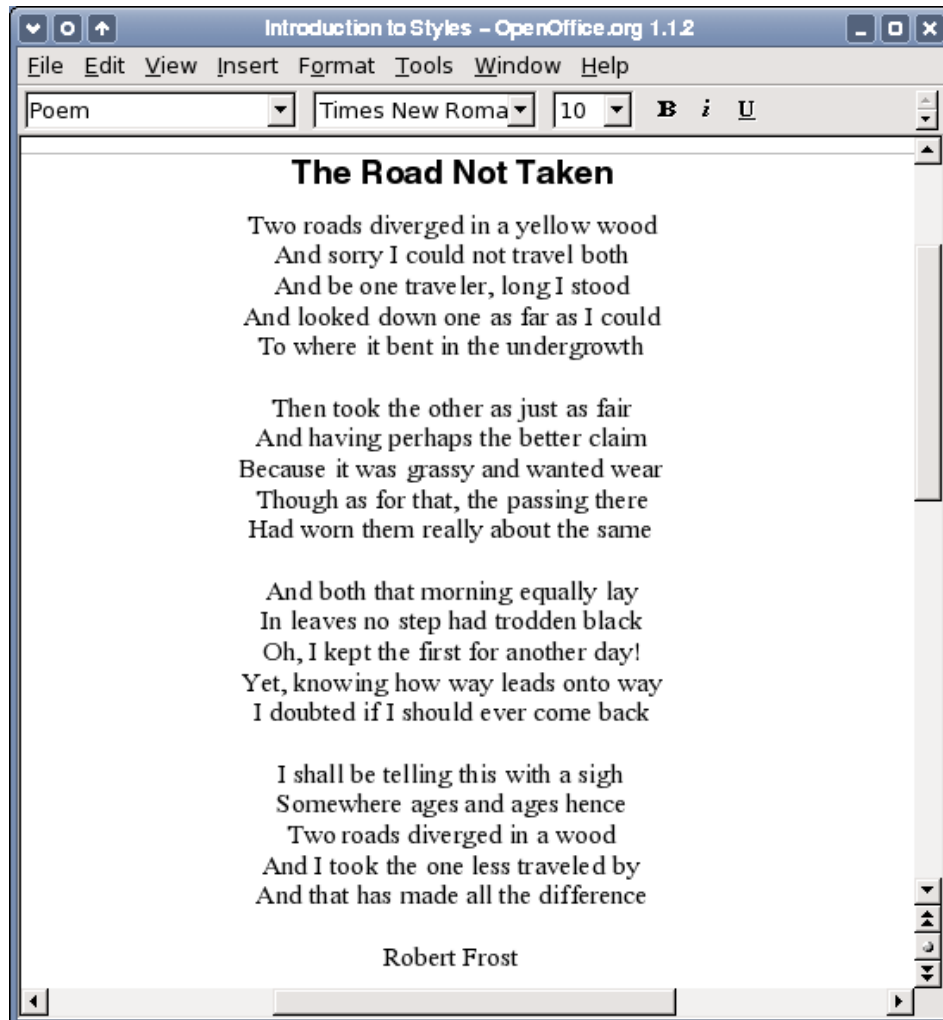 Introduction to Styles – OpenOffice.org 1.1.2
File Edit View Insert Format Tools Window Help
Poem Times New Roma 10 B i U
The Road Not Taken
Two roads diverged in a yellow wood
And sorry I could not travel both
And be one traveler, long I stood
And looked down one as far as I could
To where it bent in the undergrowth
Then took the other as just as fair
And having perhaps the better claim
Because it was grassy and wanted wear
Though as for that, the passing there
Had worn them really about the same
And both that morning equally lay
In leaves no step had trodden black
Oh, I kept the first for another day!
Yet, knowing how way leads onto way
I doubted if I should ever come back
I shall be telling this with a sigh
Somewhere ages and ages hence
Two roads diverged in a wood
And I took the one less traveled by
And that has made all the difference
Robert Frost